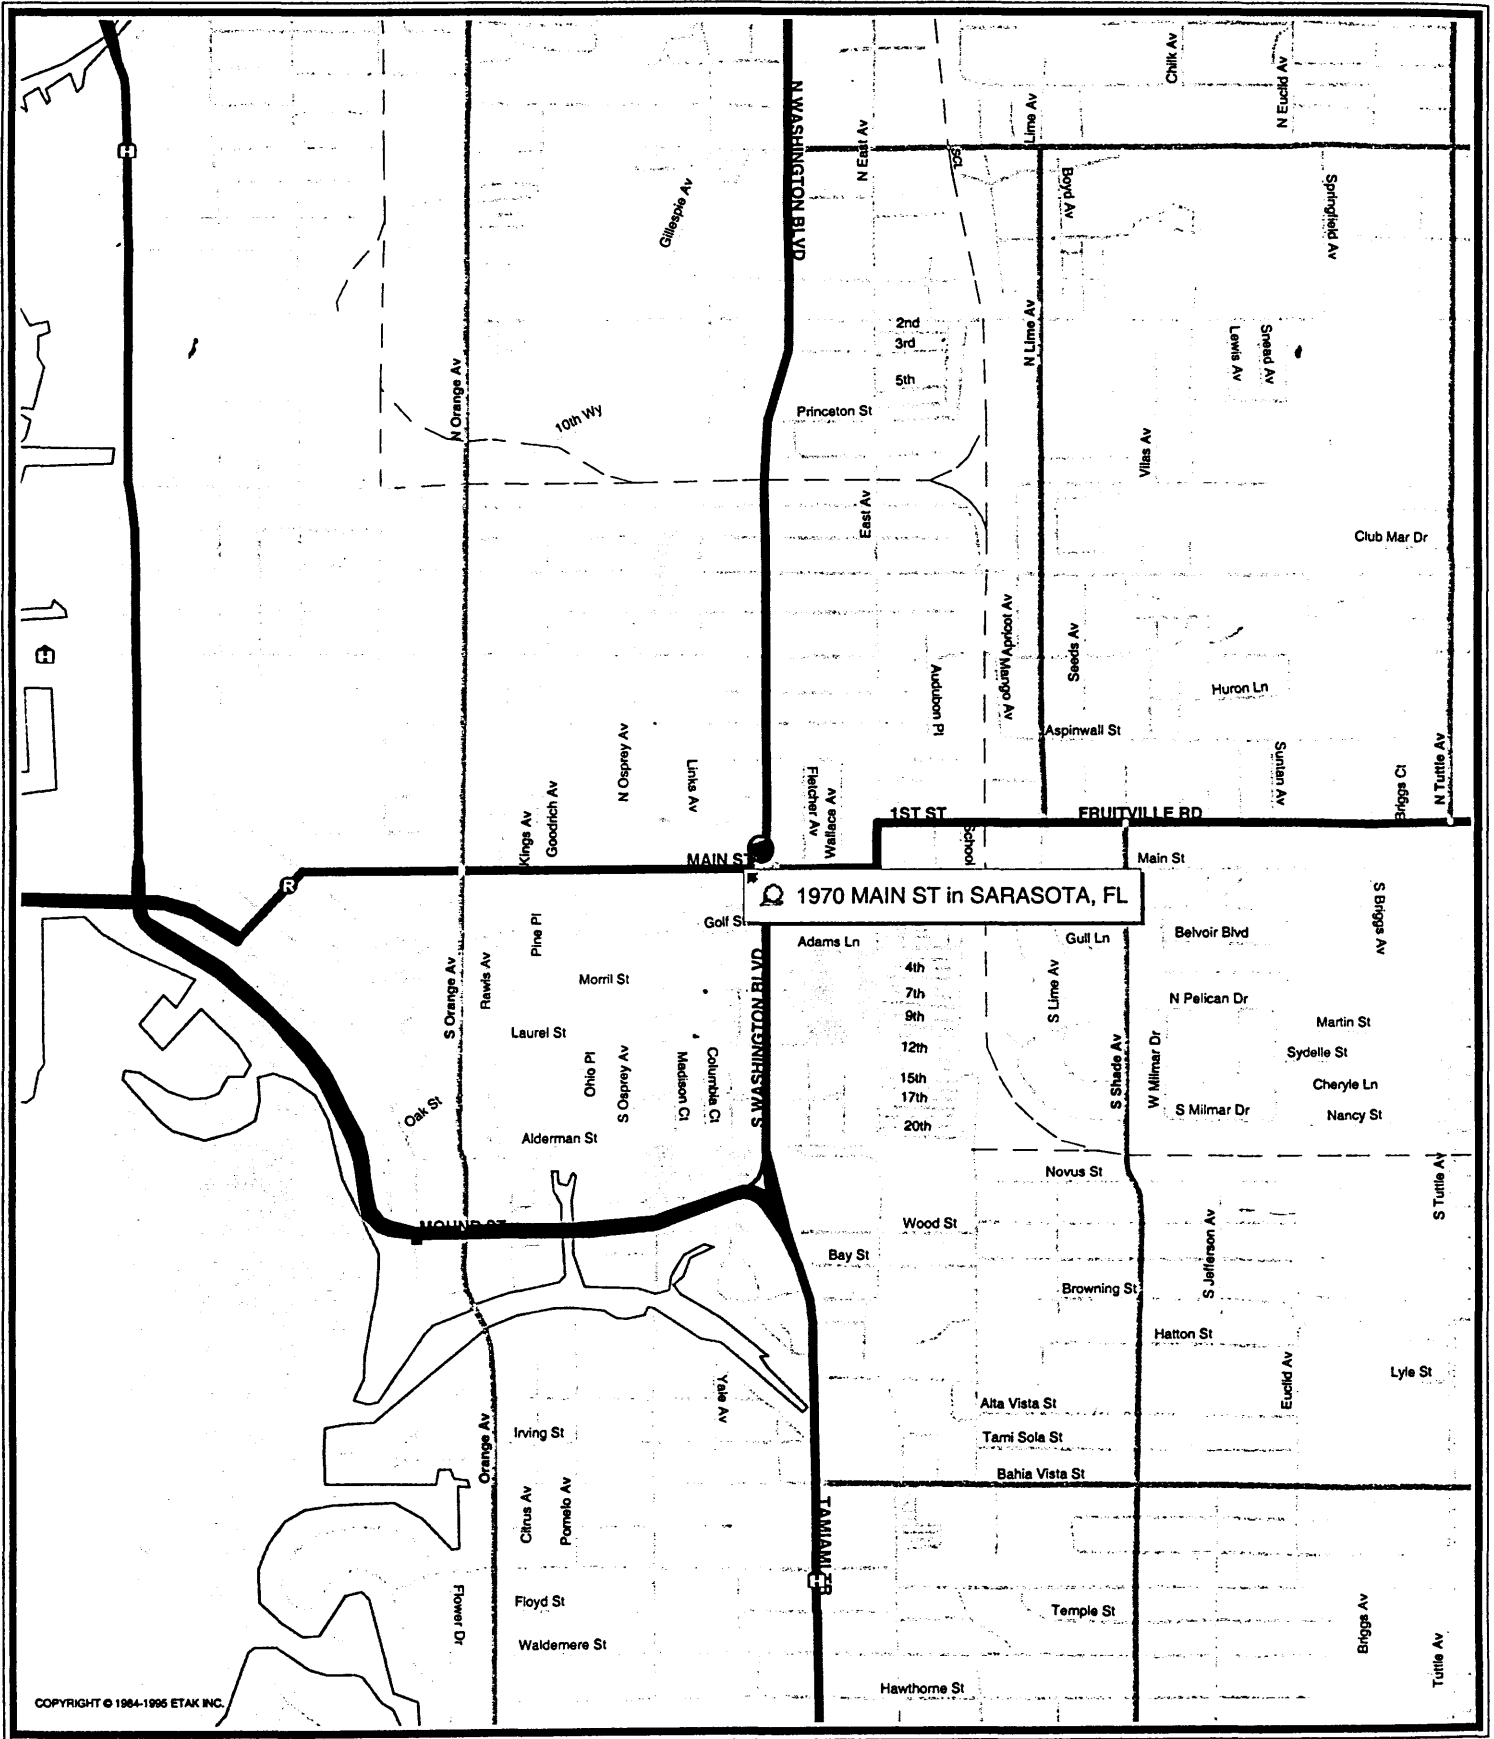 Chilk Av
N Euclid Av
N WASHINGTON BLVD
N East Av
Lime Av
SCL
Boyd Av
Springfield Av
Gillespie Av
H
2nd
3rd
5th
N Lime Av
Lewis Av
Snead Av
N Orange Av
10th Wy
Princeton St
Vilas Av
East Av
Club Mar Dr
Apricot Av
Mango Av
Seeds Av
H
Audubon Pl
Huron Ln
Aspinwall St
N Osprey Av
Links Av
Suntan Av
N Tuttle Av
Briggs Ct
Kings Av
Goodrich Av
Fletcher Av
Wallace Av
1ST ST
FRUITVILLE RD
School
MAIN ST
Main St
R
1970 MAIN ST in SARASOTA, FL
Golf St
Pine Pl
Adams Ln
Gull Ln
Belvoir Blvd
S Briggs Av
S Orange Av
Rawls Av
Morril St
4th
7th
9th
12th
15th
17th
20th
S Lime Av
N Pelican Dr
Martin St
Sydelle St
Cheryle Ln
Nancy St
Laurel St
Ohio Pl
S Osprey Av
Madison Ct
Columbia Ct
S WASHINGTON BLVD
S Shade Av
W Milmar Dr
S Milmar Dr
Oak St
Alderman St
Novus St
S Tuttle Av
MOUND ST
Wood St
Bay St
S Jefferson Av
Browning St
Hatton St
Euclid Av
Lyle St
Yale Av
Alta Vista St
Tami Sola St
Bahia Vista St
Orange Av
Irving St
Citrus Av
Pomelo Av
TAMIAMI TR
H
Flower Dr
Floyd St
Waldemere St
Temple St
Briggs Av
Tuttle Av
Hawthorne St
COPYRIGHT © 1984-1995 ETAK INC.